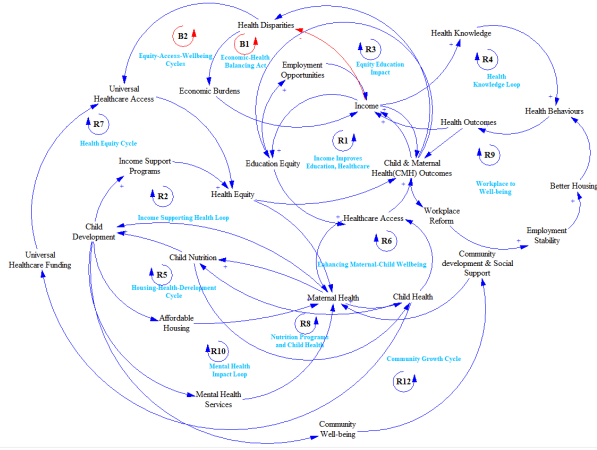 Health Disparities
B2
Equity-Access-Wellbeing
Cycles
B1
Economic-Health
Balancing Act
R3
Equity Education
Impact
Health Knowledge
R4
Health
Knowledge Loop
Employment
Opportunities
Universal
Healthcare Access
Economic Burdens
Income
Health Behaviours
R7
Health Equity Cycle
Health Outcomes
R1
Income Improves
Education, Healthcare
Education Equity
Child & Maternal
Health(CMH) Outcomes
R9
Workplace to
Well-being
Income Support
Programs
R2
Health Equity
Better Housing
Income Supporting Health Loop
Healthcare Access
Workplace
Reform
Child
Development
Employment
Stability
R6
Enhancing Maternal-Child Wellbeing
Universal
Healthcare Funding
Child Nutrition
Community
development & Social
Support
R5
Housing-Health-Development
Cycle
Maternal Health
Child Health
Affordable
Housing
R8
Nutrition Programs
and Child Health
R10
Mental Health
Impact Loop
Community Growth Cycle
R12
Mental Health
Services
Community
Well-being